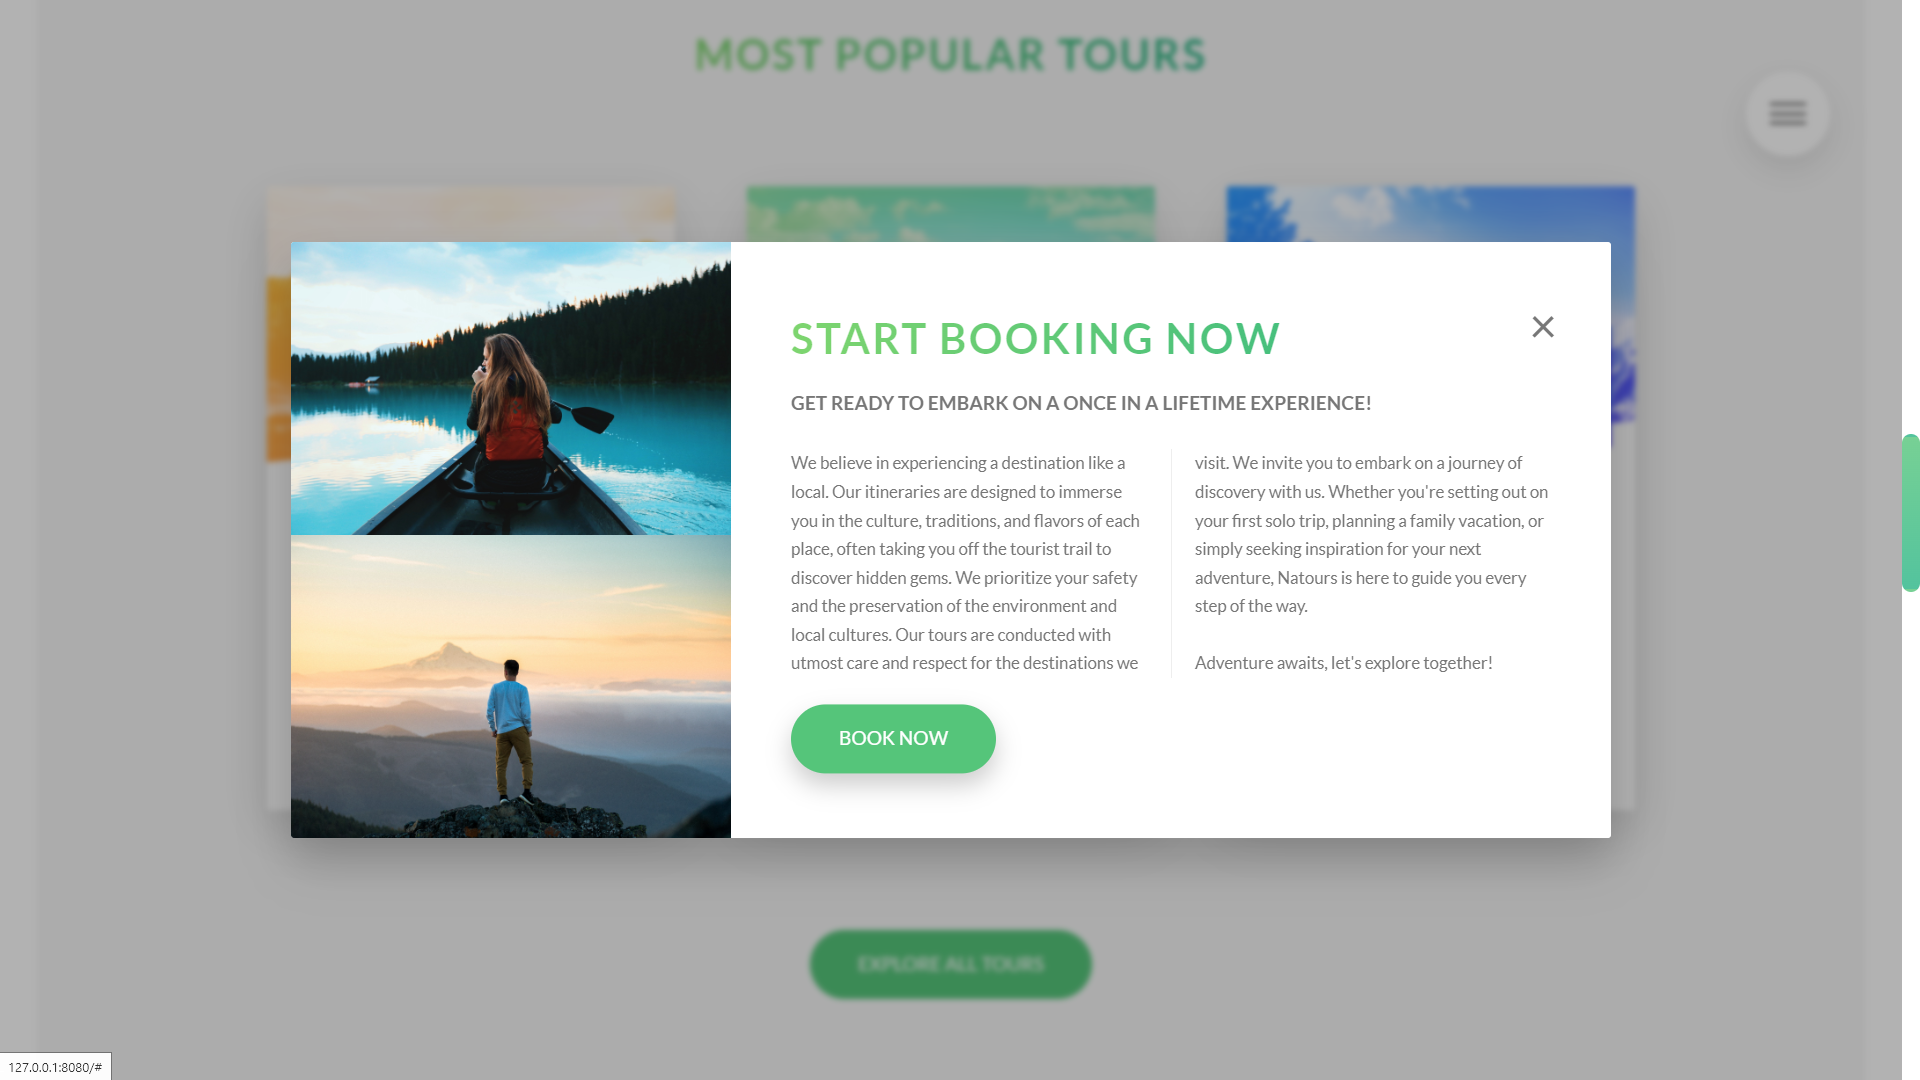 MOST POPULAR TOURS
START BOOKING NOW
GET READY TO EMBARK ON A ONCE IN A LIFETIME EXPERIENCE!
We believe in experiencing a destination like a
local. Our itineraries are designed to immerse
you in the culture, traditions, and flavors of each
place, often taking you off the tourist trail to
discover hidden gems. We prioritize your safety
and the preservation of the environment and
local cultures. Our tours are conducted with
utmost care and respect for the destinations we
visit. We invite you to embark on a journey of
discovery with us. Whether you're setting out on
your first solo trip, planning a family vacation, or
simply seeking inspiration for your next
adventure, Natours is here to guide you every
step of the way.
Adventure awaits, let's explore together!
BOOK NOW
EXPLORE ALL TOURS
127.0.0.1:8080/#